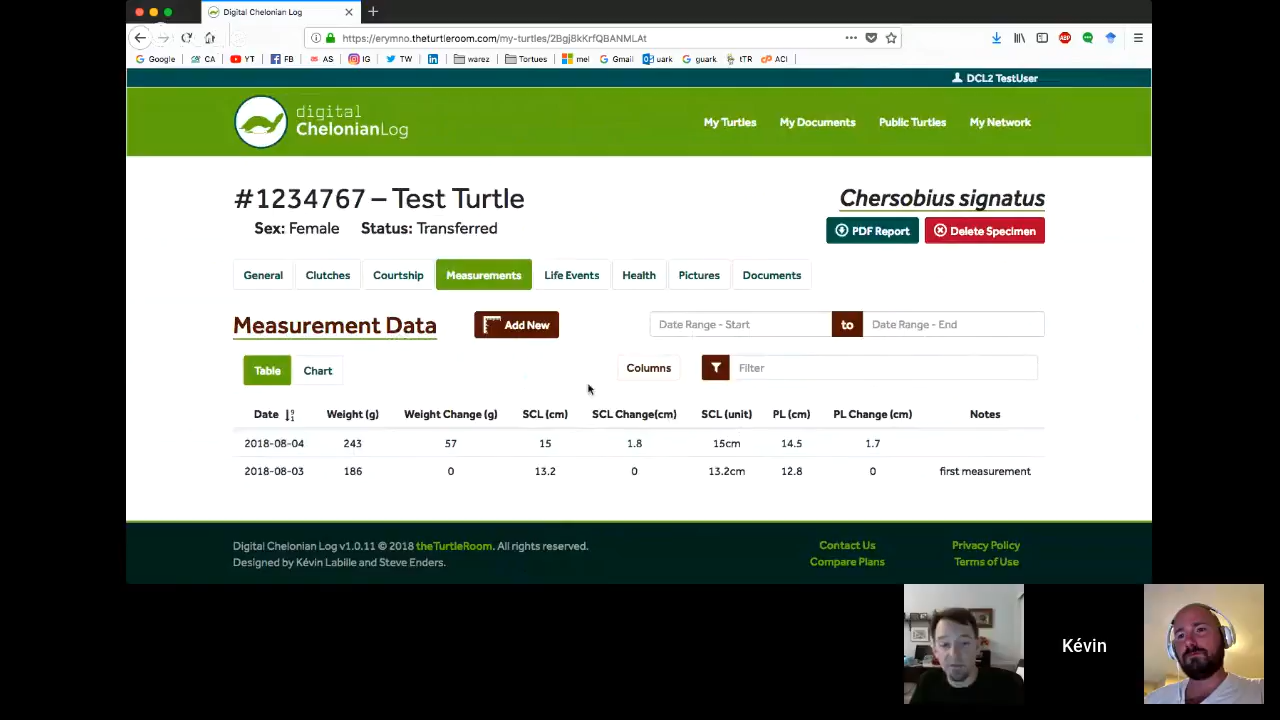 Digital Chelonian Log
https://erymno.theturtleroom.com/my-turtles/2Bgj8kKrfQBANMLAt
Google CA YT FB AS IG TW warez Tortues mel Gmail uark guark tTR ACI
DCL2 TestUser
digital
ChelonianLog
My Turtles My Documents Public Turtles My Network
#1234767 – Test Turtle
Chersobius signatus
Sex: Female Status: Transferred
PDF Report Delete Specimen
General Clutches Courtship Measurements Life Events Health Pictures Documents
Measurement Data Add New Date Range - Start to Date Range - End
Table Chart Columns Filter
Date Weight (g) Weight Change (g) SCL (cm) SCL Change(cm) SCL (unit) PL (cm) PL Change (cm) Notes
2018-08-04 243 57 15 1.8 15cm 14.5 1.7
2018-08-03 186 0 13.2 0 13.2cm 12.8 0 first measurement
Digital Chelonian Log v1.0.11 © 2018 theTurtleRoom. All rights reserved.
Designed by Kévin Labille and Steve Enders.
Contact Us Privacy Policy
Compare Plans Terms of Use
Kévin